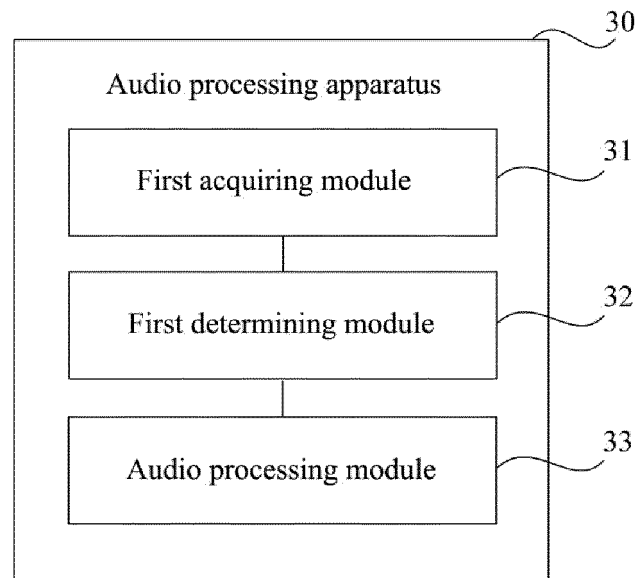 30
Audio processing apparatus
First acquiring module
31
First determining module
32
Audio processing module
33